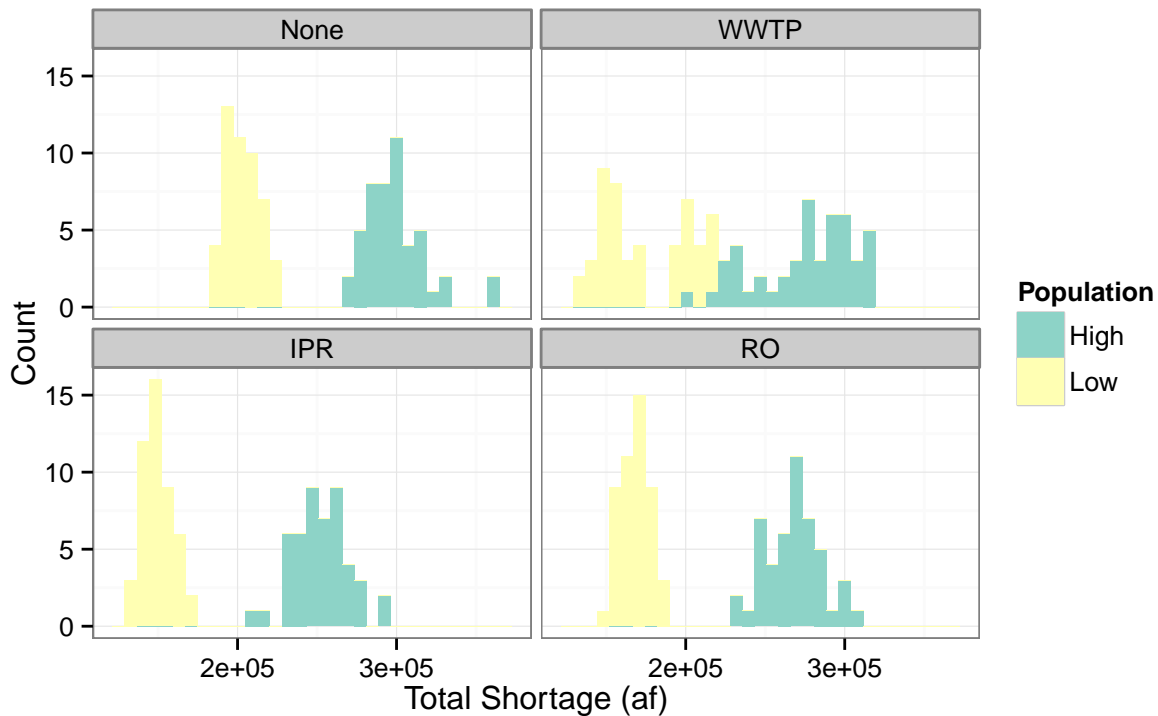 None
WWTP
15
10
5
0
IPR
RO
15
10
5
0
2e+05
3e+05
2e+05
3e+05
Total Shortage (af)
Count
Population
High
Low